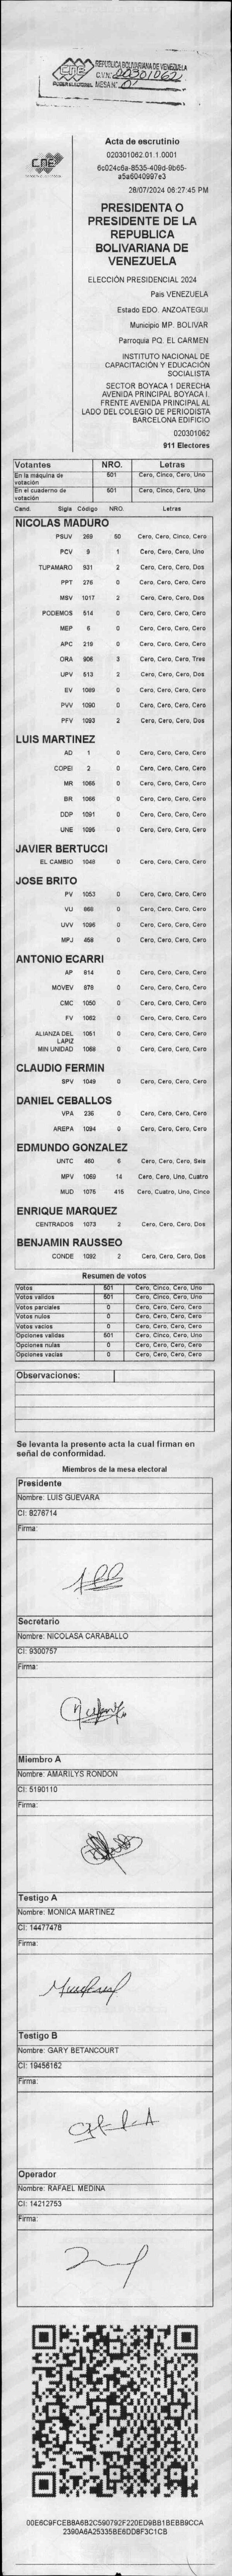 REPÚBLICA BOLIVARIANA DE VENEZUELA
CNE
C.V.N° 020301062
PODER ELECTORAL MESA N° 01
Acta de escrutinio
020301062.01.1.0001
6c024c6a-8535-409d-9b65-
a5a6040997e3
28/07/2024 06:27:45 PM
PRESIDENTA O
PRESIDENTE DE LA
REPUBLICA
BOLIVARIANA DE
VENEZUELA
ELECCIÓN PRESIDENCIAL 2024
Pais VENEZUELA
Estado EDO. ANZOATEGUI
Municipio MP. BOLIVAR
Parroquia PQ. EL CARMEN
INSTITUTO NACIONAL DE
CAPACITACIÓN Y EDUCACIÓN
SOCIALISTA
SECTOR BOYACA 1 DERECHA
AVENIDA PRINCIPAL BOYACA I.
FRENTE AVENIDA PRINCIPAL AL
LADO DEL COLEGIO DE PERIODISTA
BARCELONA EDIFICIO
020301062
911 Electores
Votantes NRO. Letras
En la máquina de votación 501 Cero, Cinco, Cero, Uno
En el cuaderno de votación 501 Cero, Cinco, Cero, Uno
Cand. Sigla Código NRO. Letras
NICOLAS MADURO
PSUV 269 50 Cero, Cero, Cinco, Cero
PCV 9 1 Cero, Cero, Cero, Uno
TUPAMARO 931 2 Cero, Cero, Cero, Dos
PPT 276 0 Cero, Cero, Cero, Cero
MSV 1017 2 Cero, Cero, Cero, Dos
PODEMOS 514 0 Cero, Cero, Cero, Cero
MEP 6 0 Cero, Cero, Cero, Cero
APC 219 0 Cero, Cero, Cero, Cero
ORA 906 3 Cero, Cero, Cero, Tres
UPV 513 2 Cero, Cero, Cero, Dos
EV 1089 0 Cero, Cero, Cero, Cero
PVV 1090 0 Cero, Cero, Cero, Cero
PFV 1093 2 Cero, Cero, Cero, Dos
LUIS MARTINEZ
AD 1 0 Cero, Cero, Cero, Cero
COPEI 2 0 Cero, Cero, Cero, Cero
MR 1065 0 Cero, Cero, Cero, Cero
BR 1066 0 Cero, Cero, Cero, Cero
DDP 1091 0 Cero, Cero, Cero, Cero
UNE 1095 0 Cero, Cero, Cero, Cero
JAVIER BERTUCCI
EL CAMBIO 1048 0 Cero, Cero, Cero, Cero
JOSE BRITO
PV 1053 0 Cero, Cero, Cero, Cero
VU 868 0 Cero, Cero, Cero, Cero
UVV 1096 0 Cero, Cero, Cero, Cero
MPJ 458 0 Cero, Cero, Cero, Cero
ANTONIO ECARRI
AP 814 0 Cero, Cero, Cero, Cero
MOVEV 878 0 Cero, Cero, Cero, Cero
CMC 1050 0 Cero, Cero, Cero, Cero
FV 1062 0 Cero, Cero, Cero, Cero
ALIANZA DEL LAPIZ 1051 0 Cero, Cero, Cero, Cero
MIN UNIDAD 1068 0 Cero, Cero, Cero, Cero
CLAUDIO FERMIN
SPV 1049 0 Cero, Cero, Cero, Cero
DANIEL CEBALLOS
VPA 236 0 Cero, Cero, Cero, Cero
AREPA 1094 0 Cero, Cero, Cero, Cero
EDMUNDO GONZALEZ
UNTC 460 6 Cero, Cero, Cero, Seis
MPV 1069 14 Cero, Cero, Uno, Cuatro
MUD 1075 415 Cero, Cuatro, Uno, Cinco
ENRIQUE MARQUEZ
CENTRADOS 1073 2 Cero, Cero, Cero, Dos
BENJAMIN RAUSSEO
CONDE 1092 2 Cero, Cero, Cero, Dos
Resumen de votos
Votos 501 Cero, Cinco, Cero, Uno
Votos validos 501 Cero, Cinco, Cero, Uno
Votos parciales 0 Cero, Cero, Cero, Cero
Votos nulos 0 Cero, Cero, Cero, Cero
Votos vacios 0 Cero, Cero, Cero, Cero
Opciones validas 501 Cero, Cinco, Cero, Uno
Opciones nulas 0 Cero, Cero, Cero, Cero
Opciones vacias 0 Cero, Cero, Cero, Cero
Observaciones:
Se levanta la presente acta la cual firman en
señal de conformidad.
Miembros de la mesa electoral
Presidente
Nombre: LUIS GUEVARA
CI: 8276714
Firma:
Secretario
Nombre: NICOLASA CARABALLO
CI: 9300757
Firma:
Miembro A
Nombre: AMARILYS RONDON
CI: 5190110
Firma:
Testigo A
Nombre: MONICA MARTINEZ
CI: 14477478
Firma:
Testigo B
Nombre: GARY BETANCOURT
CI: 19456162
Firma:
Operador
Nombre: RAFAEL MEDINA
CI: 14212753
Firma:
00E6C9FCEB8A6B2C590792F220ED9BB1BEBB9CCA
2390A6A25335BE6DD8F3C1CB